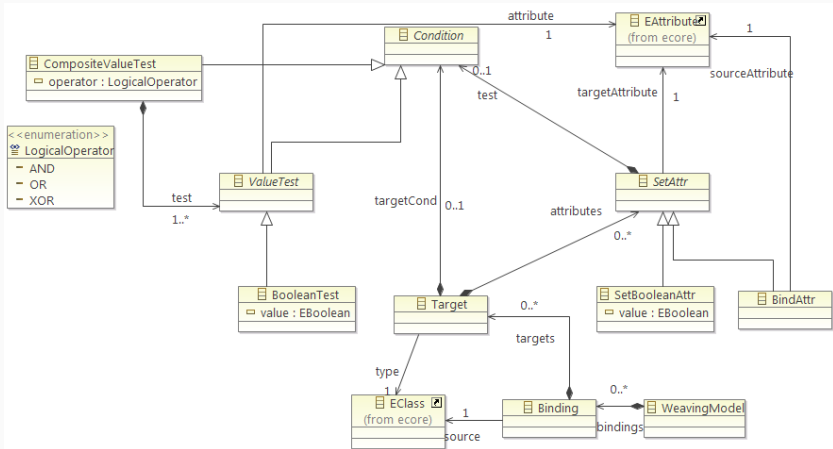 attribute
1
Condition
EAttribute
(from ecore)
1
CompositeValueTest
operator : LogicalOperator
0..1
test
sourceAttribute
targetAttribute
1
<<enumeration>>
LogicalOperator
AND
OR
XOR
ValueTest
test
1..*
targetCond
0..1
SetAttr
attributes
0..*
BooleanTest
value : EBoolean
Target
0..*
targets
SetBooleanAttr
value : EBoolean
BindAttr
type
1
EClass
(from ecore)
1
source
Binding
0..*
bindings
WeavingModel